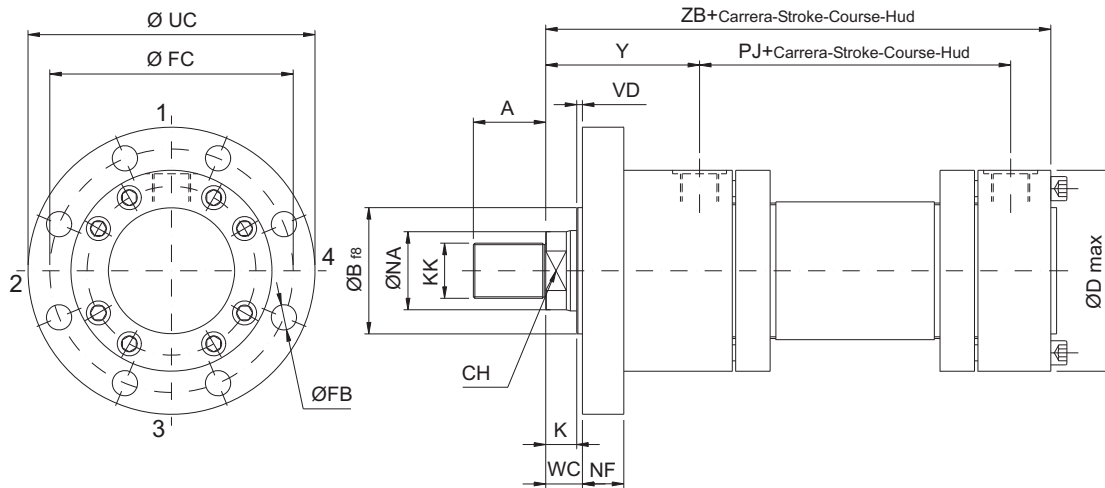 Ø UC
Ø FC
1
2
4
3
ØFB
ZB+Carrera-Stroke-Course-Hud
Y
PJ+Carrera-Stroke-Course-Hud
VD
A
ØB f8
ØNA
KK
ØD max
CH
K
WC
NF